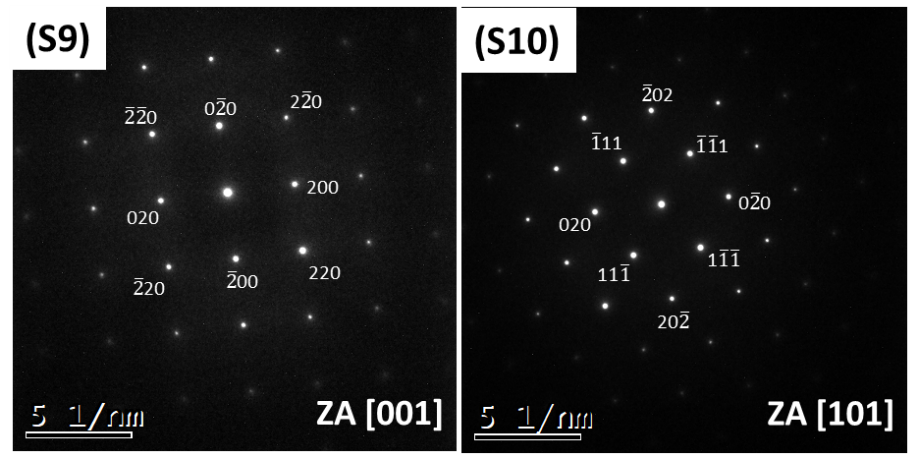 (S9)
2̅2̅0
02̅0
22̅0
200
020
2̅20
2̅00
220
5 1/nm
ZA [001]
(S10)
2̅02
1̅11
1̅1̅1
020
02̅0
111̅
11̅1̅
202̅
5 1/nm
ZA [101]